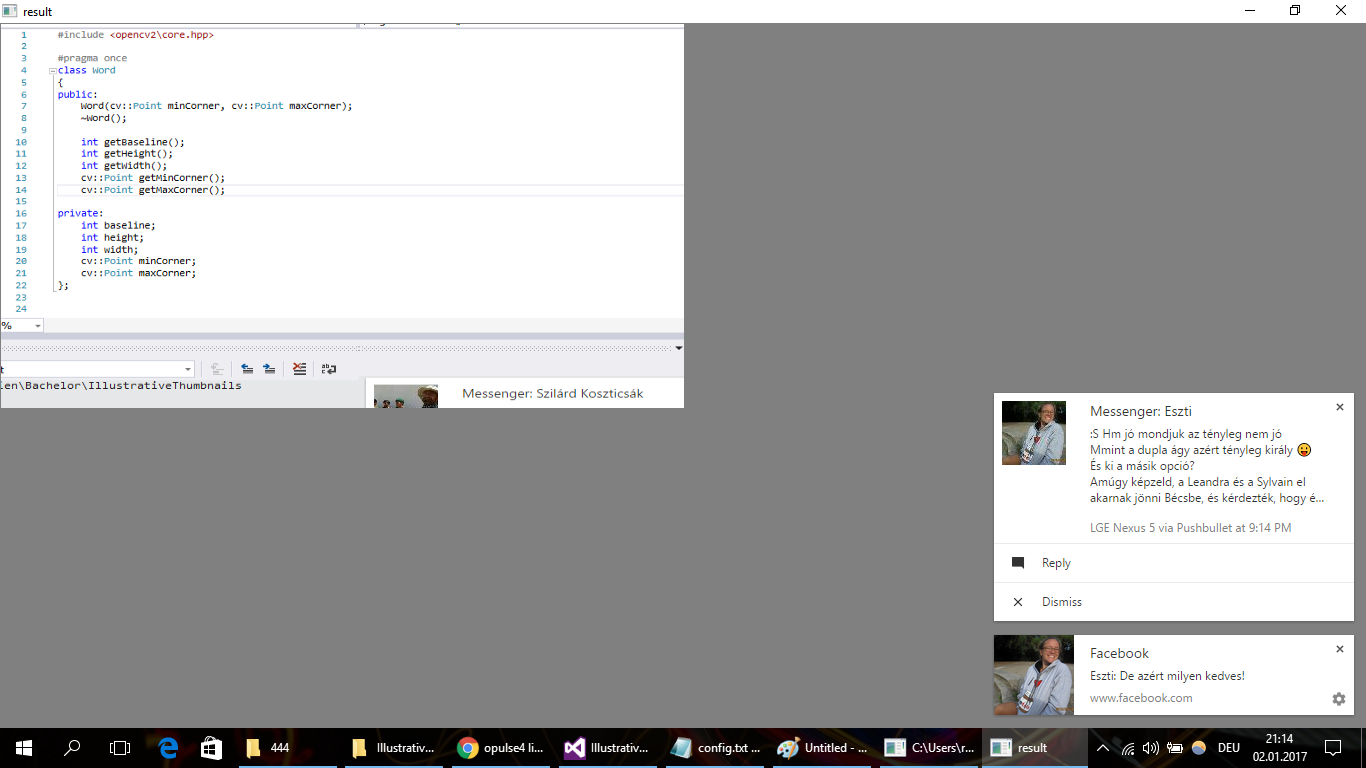 result
1 #include <opencv2\core.hpp>
2
3 #pragma once
4 class Word
5 {
6 public:
7 Word(cv::Point minCorner, cv::Point maxCorner);
8 ~Word();
9
10 int getBaseline();
11 int getHeight();
12 int getWidth();
13 cv::Point getMinCorner();
14 cv::Point getMaxCorner();
15
16 private:
17 int baseline;
18 int height;
19 int width;
20 cv::Point minCorner;
21 cv::Point maxCorner;
22 };
23
24
%
t
ien\Bachelor\IllustrativeThumbnails
Messenger: Szilárd Koszticsák
Messenger: Eszti
:S Hm jó mondjuk az tényleg nem jó
Mmint a dupla ágy azért tényleg király 😛
És ki a másik opció?
Amúgy képzeld, a Leandra és a Sylvain el
akarnak jönni Bécsbe, és kérdezték, hogy é...
LGE Nexus 5 via Pushbullet at 9:14 PM
Reply
Dismiss
Facebook
Eszti: De azért milyen kedves!
www.facebook.com
444 Illustrativ... opulse4 li... Illustrativ... config.txt ... Untitled - ... C:\Users\r... result DEU 21:14
02.01.2017